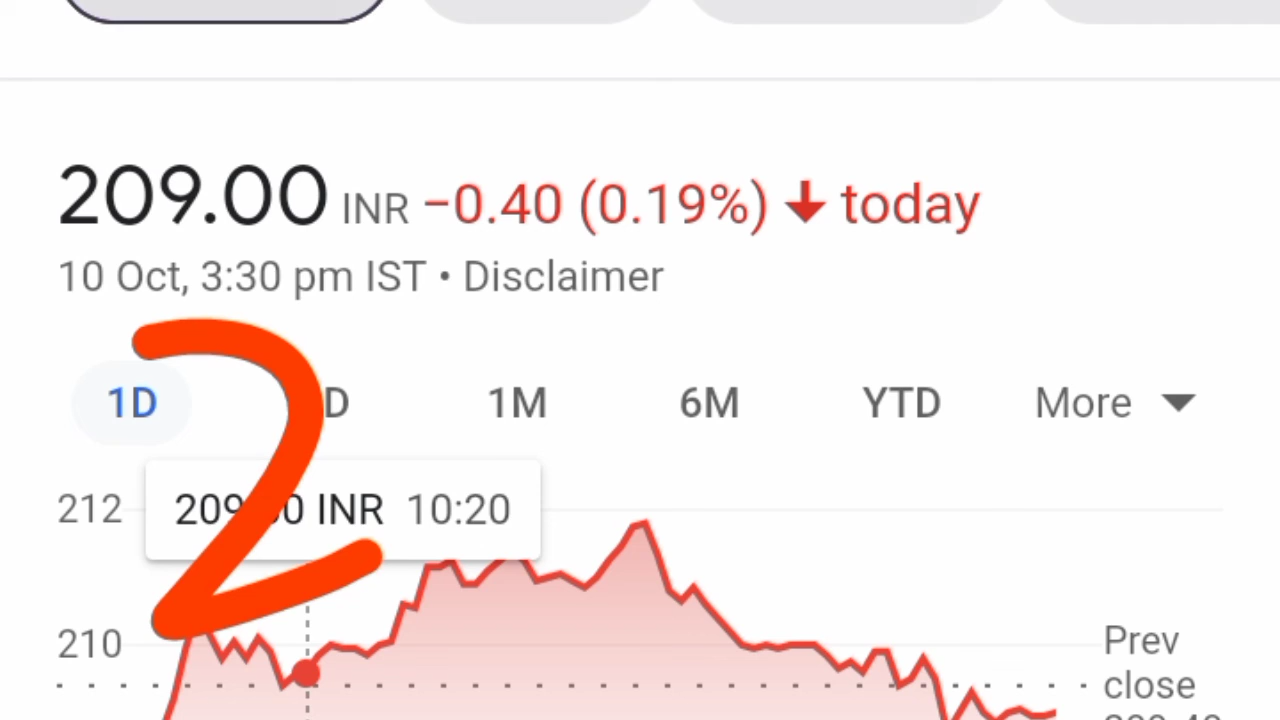 209.00 INR −0.40 (0.19%) today
10 Oct, 3:30 pm IST • Disclaimer
1D D 1M 6M YTD More
2
212
INR 10:20
210
Prev
close